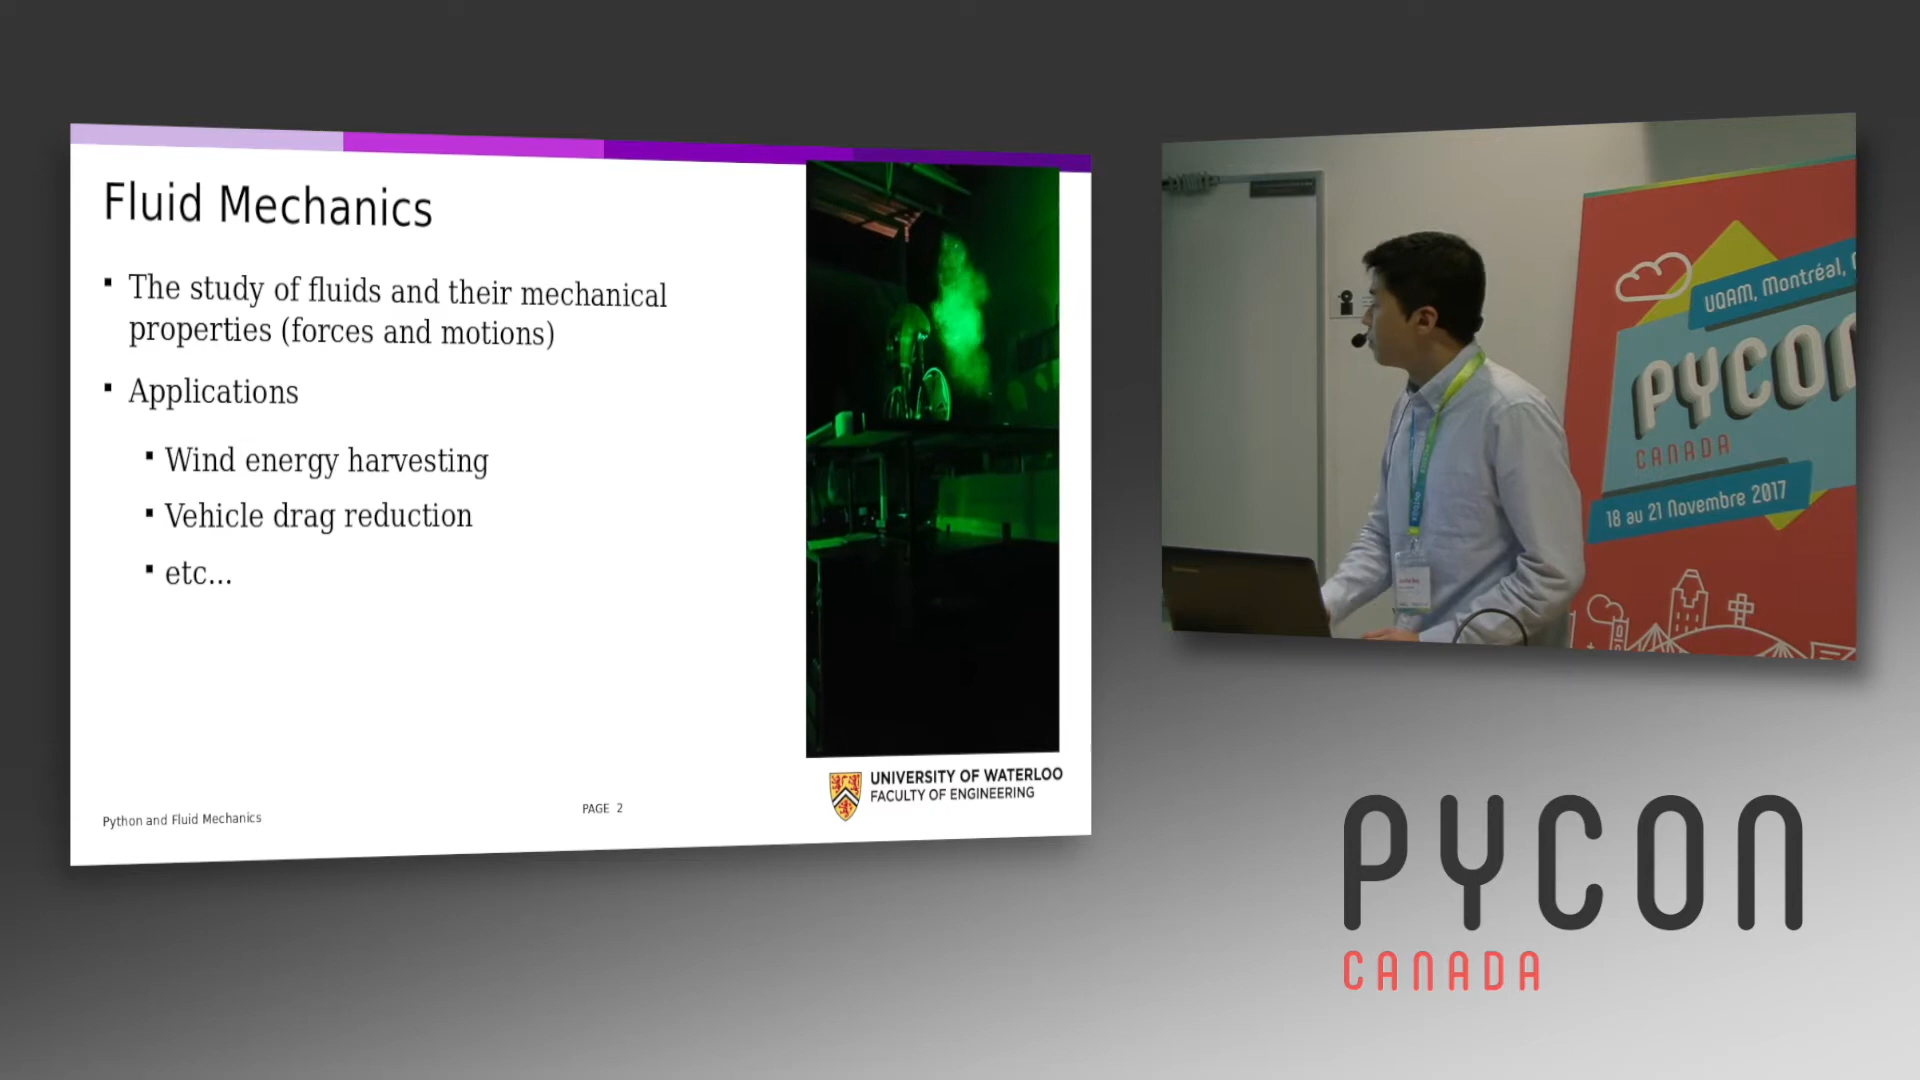 Fluid Mechanics
▪ The study of fluids and their mechanical
properties (forces and motions)
▪ Applications
▪ Wind energy harvesting
▪ Vehicle drag reduction
▪ etc...
Python and Fluid Mechanics
PAGE 2
UNIVERSITY OF WATERLOO
FACULTY OF ENGINEERING
UQAM, Montréal,
PYCON
CANADA
18 au 21 Novembre 2017
PYCON
CANADA